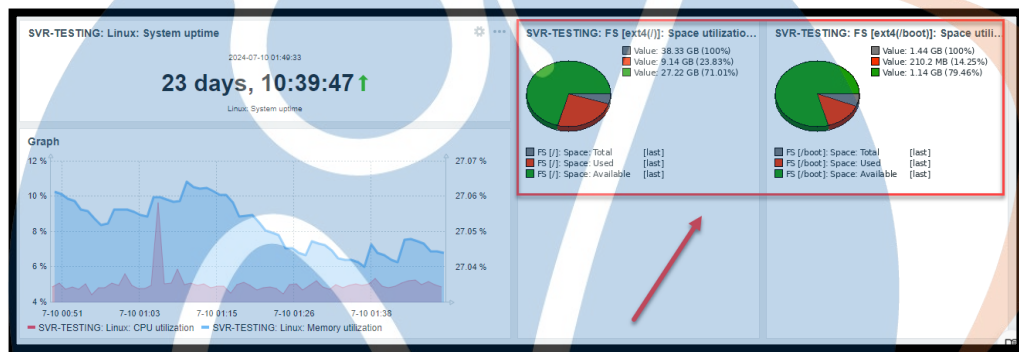 SVR-TESTING: Linux: System uptime
2024-07-10 01:49:33
23 days, 10:39:47
Linux: System uptime
Graph
12 %
10 %
8 %
6 %
4 %
27.07 %
27.06 %
27.05 %
27.04 %
7-10 00:51
7-10 01:03
7-10 01:15
7-10 01:26
7-10 01:38
SVR-TESTING: Linux: CPU utilization
SVR-TESTING: Linux: Memory utilization
SVR-TESTING: FS [ext4(/)]: Space utilizatio...
Value: 38.33 GB (100%)
Value: 9.14 GB (23.83%)
Value: 27.22 GB (71.01%)
FS [/]: Space: Total [last]
FS [/]: Space: Used [last]
FS [/]: Space: Available [last]
SVR-TESTING: FS [ext4(/boot)]: Space utili...
Value: 1.44 GB (100%)
Value: 210.2 MB (14.25%)
Value: 1.14 GB (79.46%)
FS [/boot]: Space: Total [last]
FS [/boot]: Space: Used [last]
FS [/boot]: Space: Available [last]